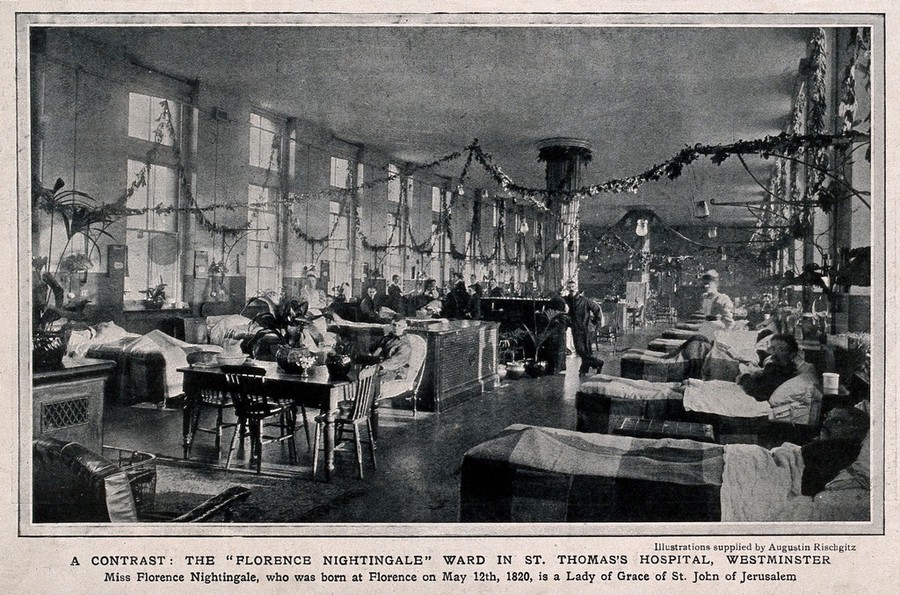 Illustrations supplied by Augustin Rischgitz
A CONTRAST: THE "FLORENCE NIGHTINGALE" WARD IN ST. THOMAS'S HOSPITAL, WESTMINSTER
Miss Florence Nightingale, who was born at Florence on May 12th, 1820, is a Lady of Grace of St. John of Jerusalem